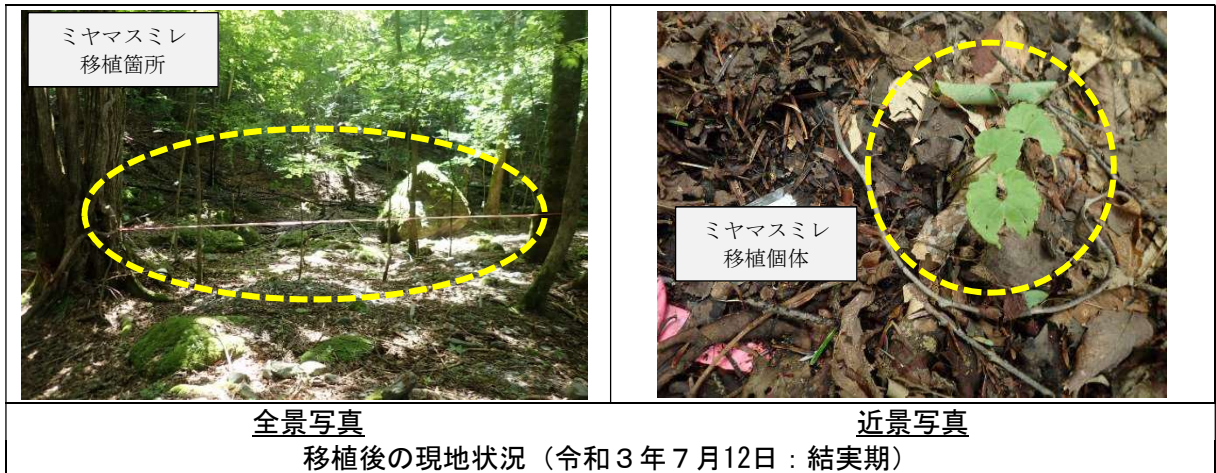 ミヤマスミレ
移植箇所
ミヤマスミレ
移植個体
全景写真
近景写真
移植後の現地状況（令和３年７月12日：結実期）